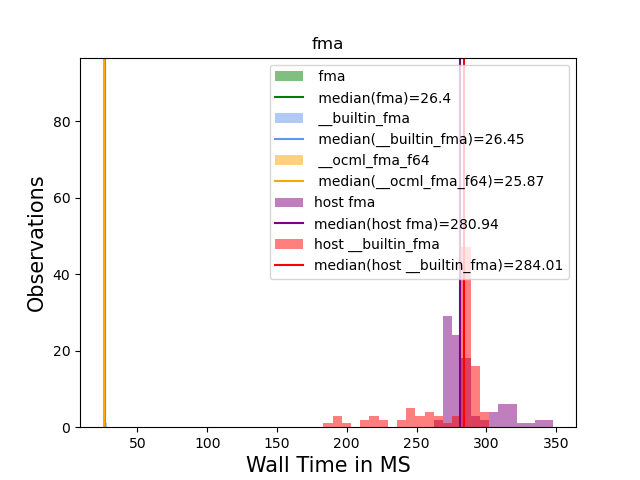 fma
fma
median(fma)=26.4
__builtin_fma
median(__builtin_fma)=26.45
__ocml_fma_f64
median(__ocml_fma_f64)=25.87
host fma
median(host fma)=280.94
host __builtin_fma
median(host __builtin_fma)=284.01
Observations
80
60
40
20
0
50 100 150 200 250 300 350
Wall Time in MS